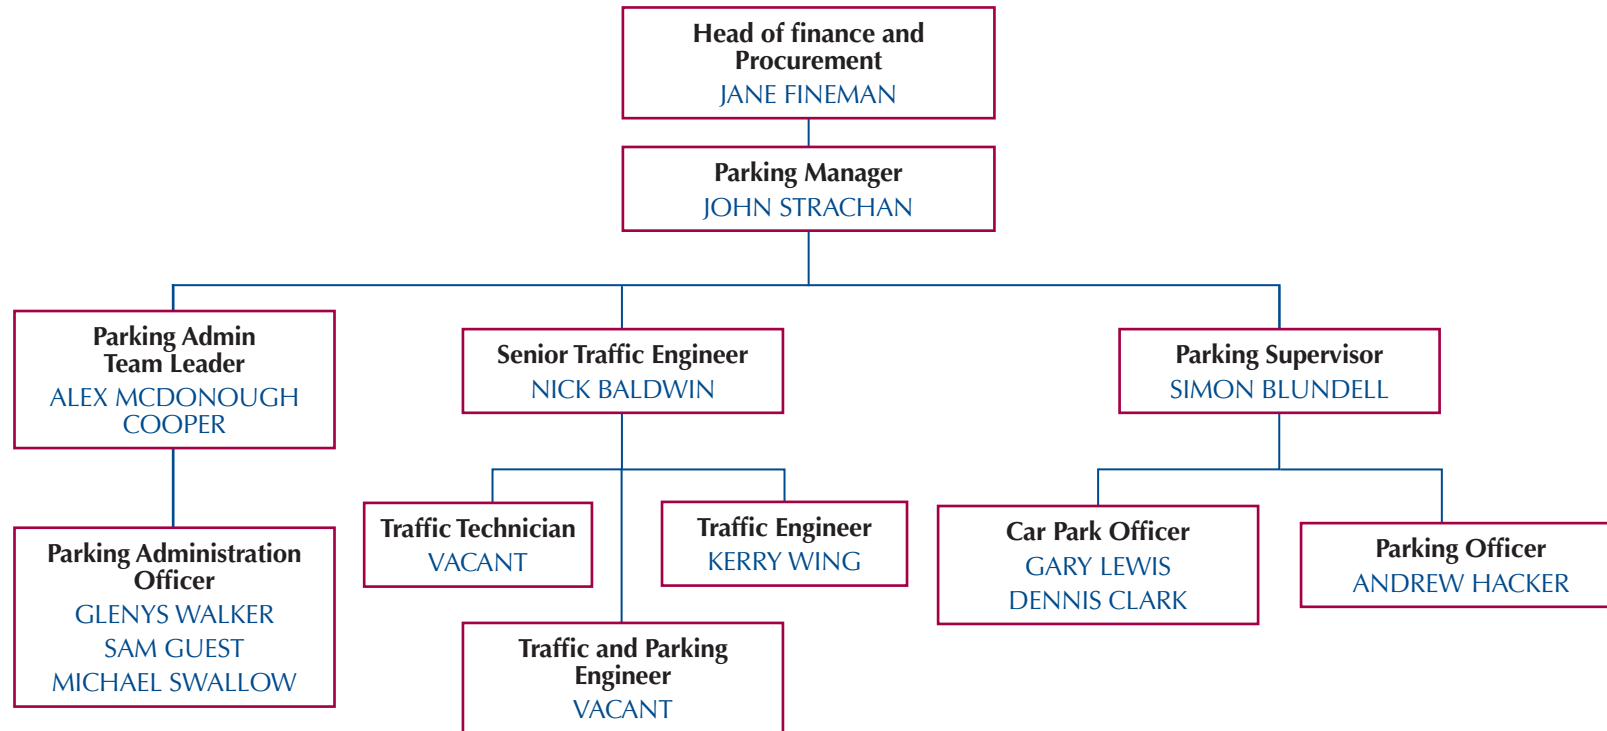 Head of finance and
Procurement
JANE FINEMAN
Parking Manager
JOHN STRACHAN
Parking Admin
Team Leader
ALEX MCDONOUGH
COOPER
Senior Traffic Engineer
NICK BALDWIN
Parking Supervisor
SIMON BLUNDELL
Parking Administration
Officer
GLENYS WALKER
SAM GUEST
MICHAEL SWALLOW
Traffic Technician
VACANT
Traffic and Parking
Engineer
VACANT
Traffic Engineer
KERRY WING
Car Park Officer
GARY LEWIS
DENNIS CLARK
Parking Officer
ANDREW HACKER